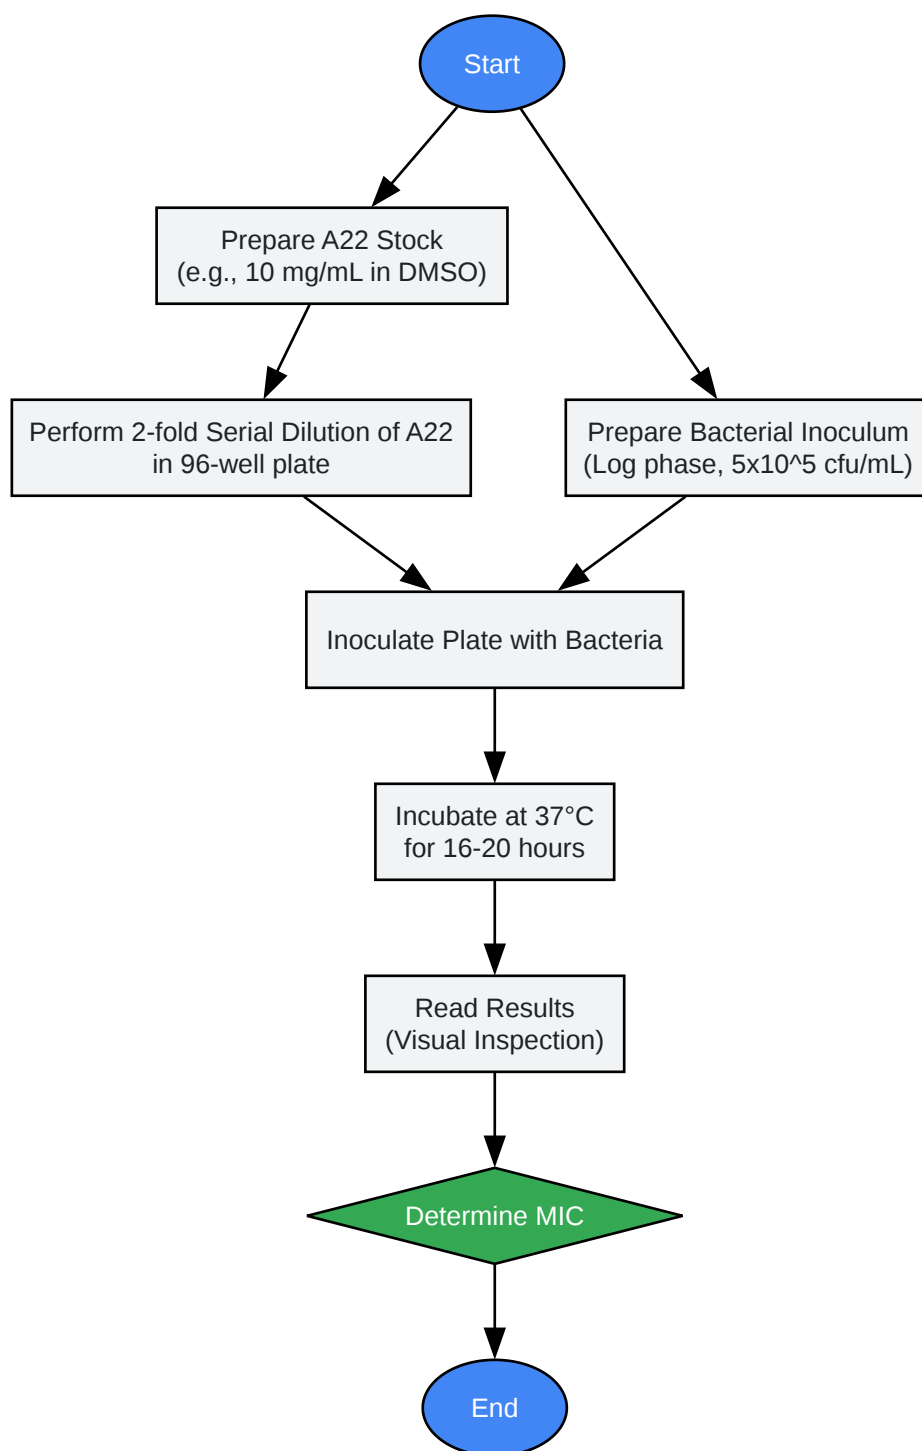 Start
Prepare A22 Stock
(e.g., 10 mg/mL in DMSO)
Perform 2-fold Serial Dilution of A22
in 96-well plate
Prepare Bacterial Inoculum
(Log phase, 5x10^5 cfu/mL)
Inoculate Plate with Bacteria
Incubate at 37°C
for 16-20 hours
Read Results
(Visual Inspection)
Determine MIC
End